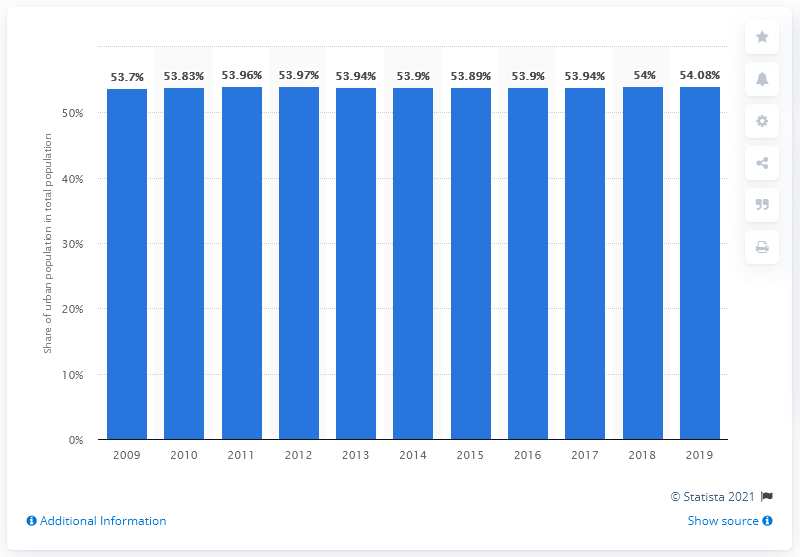 53.7% 53.83% 53.96% 53.97% 53.94% 53.9% 53.89% 53.9% 53.94% 54% 54.08%
Share of urban population in total population
50%
40%
30%
20%
10%
0%
2009 2010 2011 2012 2013 2014 2015 2016 2017 2018 2019
© Statista 2021
Additional Information
Show source